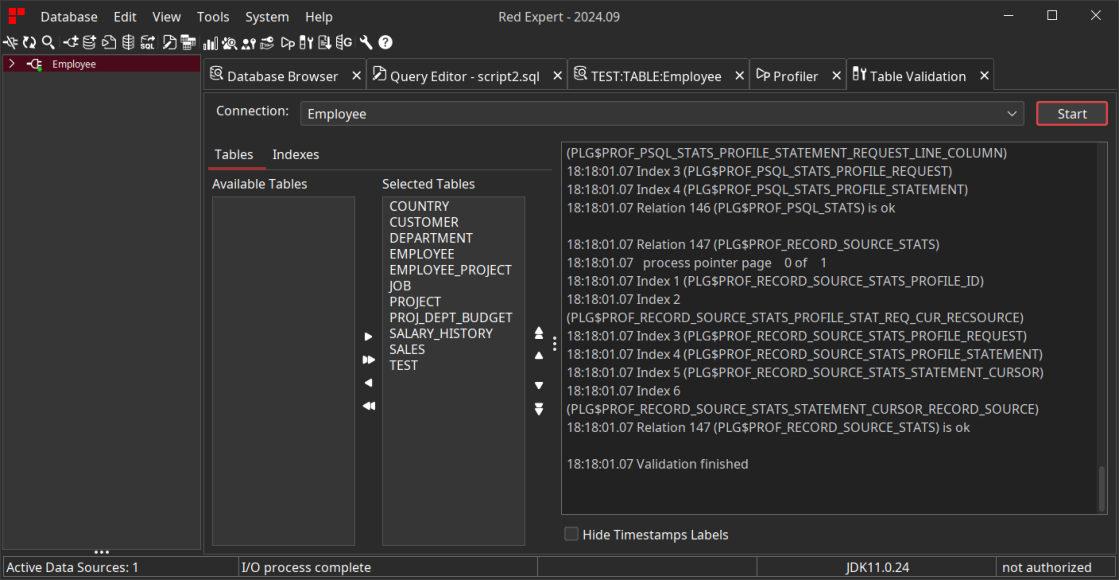 Red Expert - 2024.09
Database Edit View Tools System Help
Employee
Database Browser
Query Editor - script2.sql
TEST:TABLE:Employee
Profiler
Table Validation
Connection: Employee
Start
Tables Indexes
Available Tables
Selected Tables
COUNTRY
CUSTOMER
DEPARTMENT
EMPLOYEE
EMPLOYEE_PROJECT
JOB
PROJECT
PROJ_DEPT_BUDGET
SALARY_HISTORY
SALES
TEST
(PLG$PROF_PSQL_STATS_PROFILE_STATEMENT_REQUEST_LINE_COLUMN)
18:18:01.07 Index 3 (PLG$PROF_PSQL_STATS_PROFILE_REQUEST)
18:18:01.07 Index 4 (PLG$PROF_PSQL_STATS_PROFILE_STATEMENT)
18:18:01.07 Relation 146 (PLG$PROF_PSQL_STATS) is ok
18:18:01.07 Relation 147 (PLG$PROF_RECORD_SOURCE_STATS)
18:18:01.07 process pointer page 0 of 1
18:18:01.07 Index 1 (PLG$PROF_RECORD_SOURCE_STATS_PROFILE_ID)
18:18:01.07 Index 2
(PLG$PROF_RECORD_SOURCE_STATS_PROFILE_STAT_REQ_CUR_RECSOURCE)
18:18:01.07 Index 3 (PLG$PROF_RECORD_SOURCE_STATS_PROFILE_REQUEST)
18:18:01.07 Index 4 (PLG$PROF_RECORD_SOURCE_STATS_PROFILE_STATEMENT)
18:18:01.07 Index 5 (PLG$PROF_RECORD_SOURCE_STATS_STATEMENT_CURSOR)
18:18:01.07 Index 6
(PLG$PROF_RECORD_SOURCE_STATS_STATEMENT_CURSOR_RECORD_SOURCE)
18:18:01.07 Relation 147 (PLG$PROF_RECORD_SOURCE_STATS) is ok
18:18:01.07 Validation finished
Hide Timestamps Labels
Active Data Sources: 1
I/O process complete
JDK11.0.24
not authorized